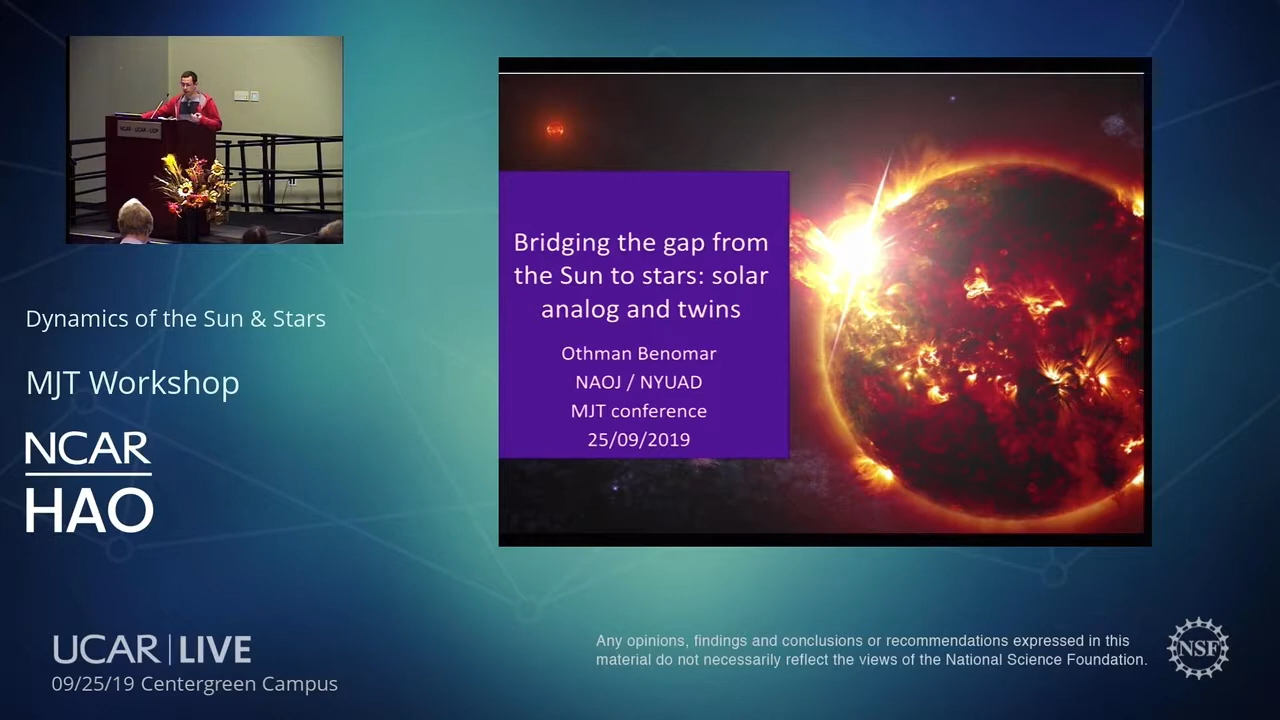 NCAR - UCAR - UCP
Bridging the gap from
the Sun to stars: solar
analog and twins
Othman Benomar
NAOJ / NYUAD
MJT conference
25/09/2019
Dynamics of the Sun & Stars
MJT Workshop
NCAR
HAO
UCAR | LIVE
09/25/19 Centergreen Campus
Any opinions, findings and conclusions or recommendations expressed in this
material do not necessarily reflect the views of the National Science Foundation.
NSF